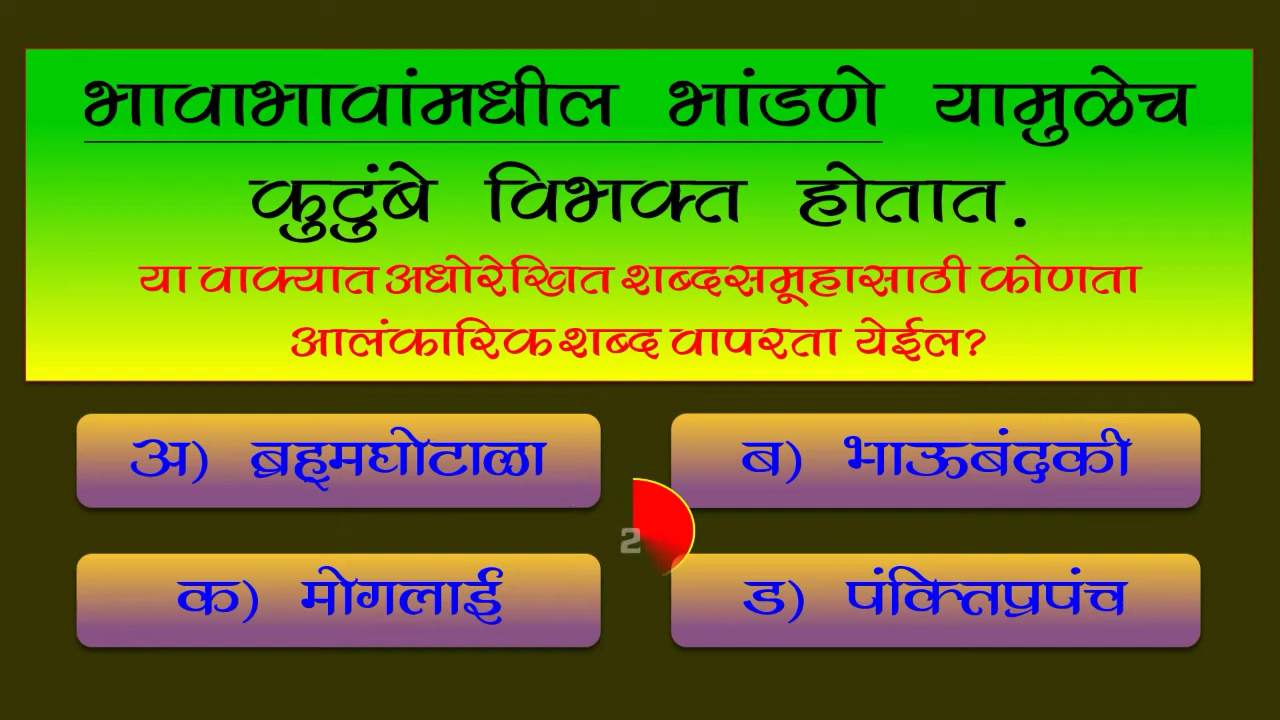 भावाभावांमधील भांडणे यामुळेच
कुटुंबे विभक्त होतात.
या वाक्यात अधोरेखित शब्दसमूहासाठी कोणता
आलंकारिक शब्द वापरता येईल?
अ) ब्रह्मघोटाळा
ब) भाऊबंदकी
2
क) मोगलाई
ड) पंक्तिप्रपंच